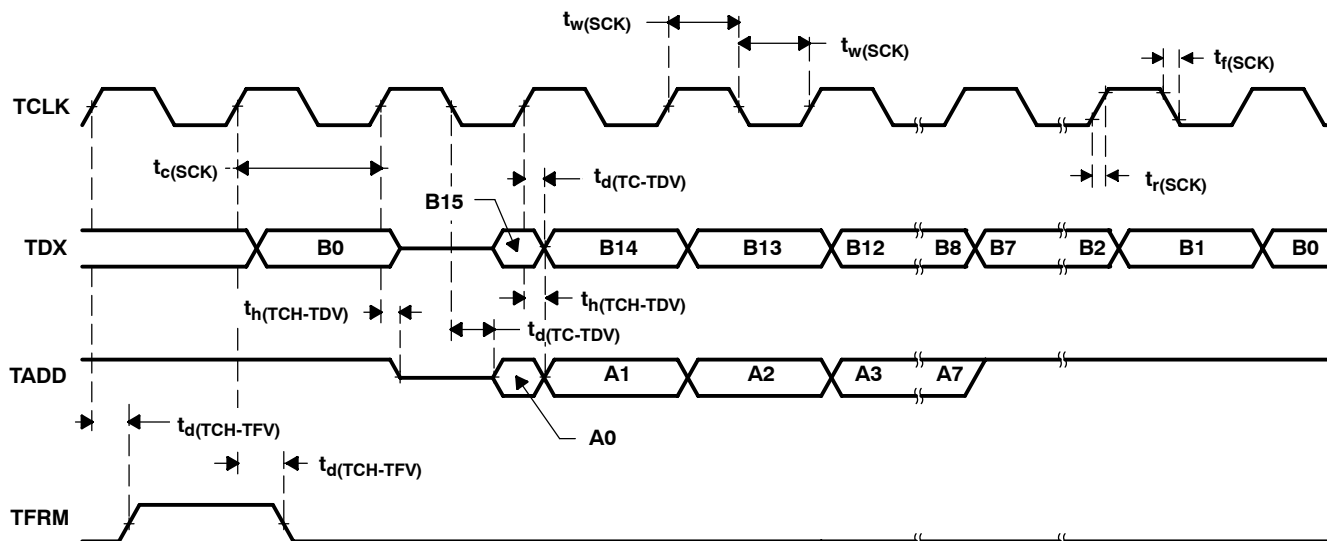 tw(SCK)
tw(SCK)
tf(SCK)
TCLK
tc(SCK)
td(TC-TDV)
tr(SCK)
B15
TDX
B0
B14
B13
B12
B8
B7
B2
B1
B0
th(TCH-TDV)
th(TCH-TDV)
td(TC-TDV)
TADD
A1
A2
A3
A7
td(TCH-TFV)
A0
td(TCH-TFV)
TFRM